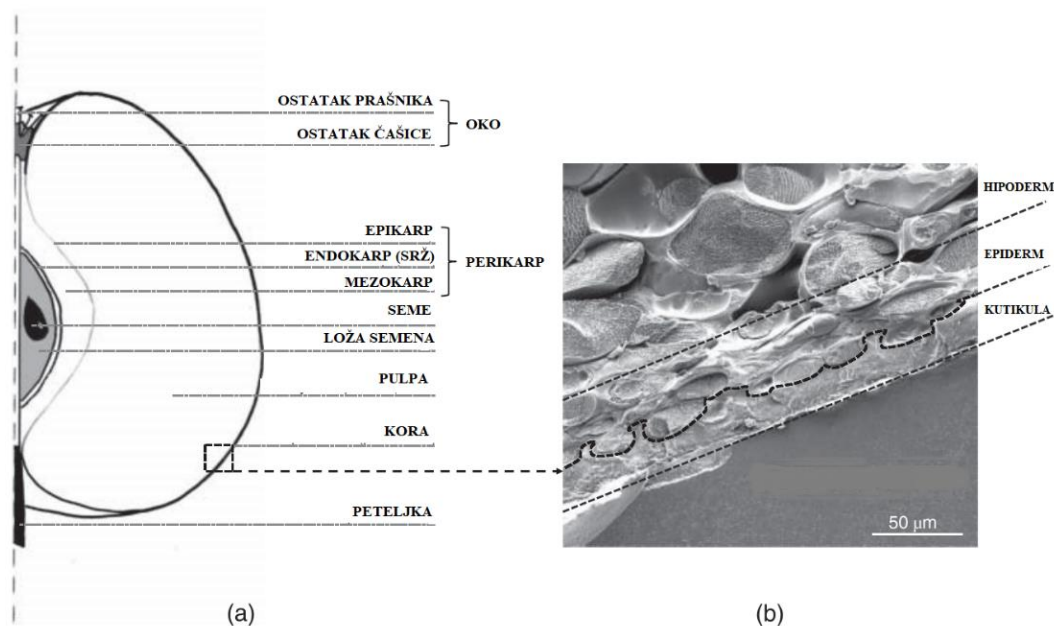 OSTATAK PRAŠNIKA
OKO
OSTATAK ČAŠICE
EPIKARP
ENDOKARP (SRŽ)
PERIKARP
MEZOKARP
SEME
LOŽA SEMENA
PULPA
KORA
PETELJKA
(a)
HIPODERM
EPIDERM
KUTIKULA
50 µm
(b)